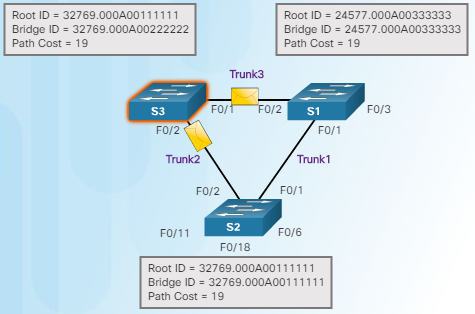 Root ID = 32769.000A00111111
Bridge ID = 32769.000A00222222
Path Cost = 19
Root ID = 24577.000A00333333
Bridge ID = 24577.000A00333333
Path Cost = 19
Trunk3
S3
F0/1
F0/2
S1
F0/3
F0/2
F0/1
Trunk2
Trunk1
F0/2
F0/1
F0/11
S2
F0/6
F0/18
Root ID = 32769.000A00111111
Bridge ID = 32769.000A00111111
Path Cost = 19